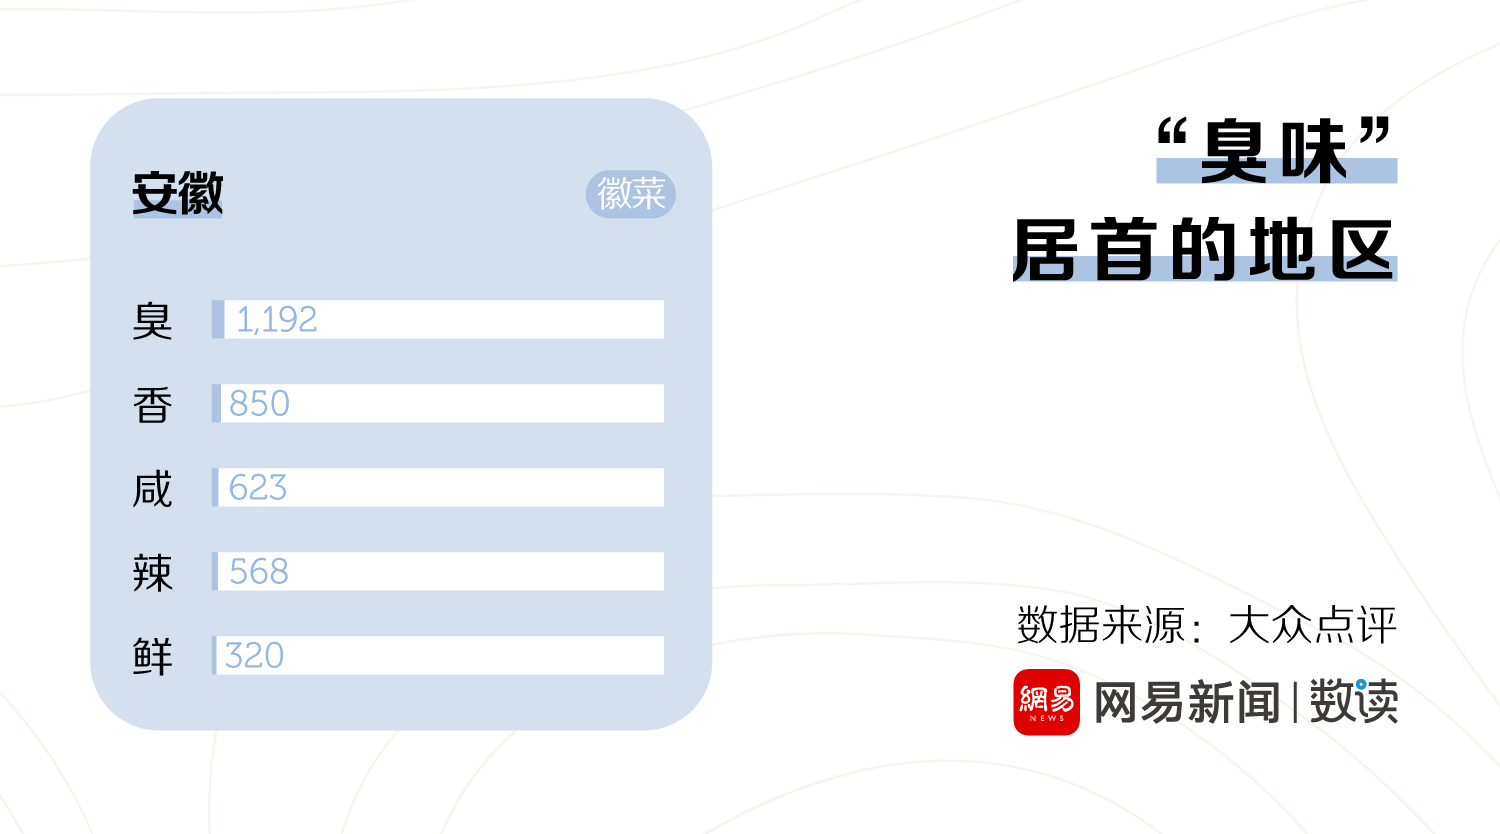 “臭味”
居首的地区
安徽
徽菜
臭 1,192
香 850
咸 623
辣 568
鲜 320
数据来源：大众点评
網易 NEWS 网易新闻 | 数读